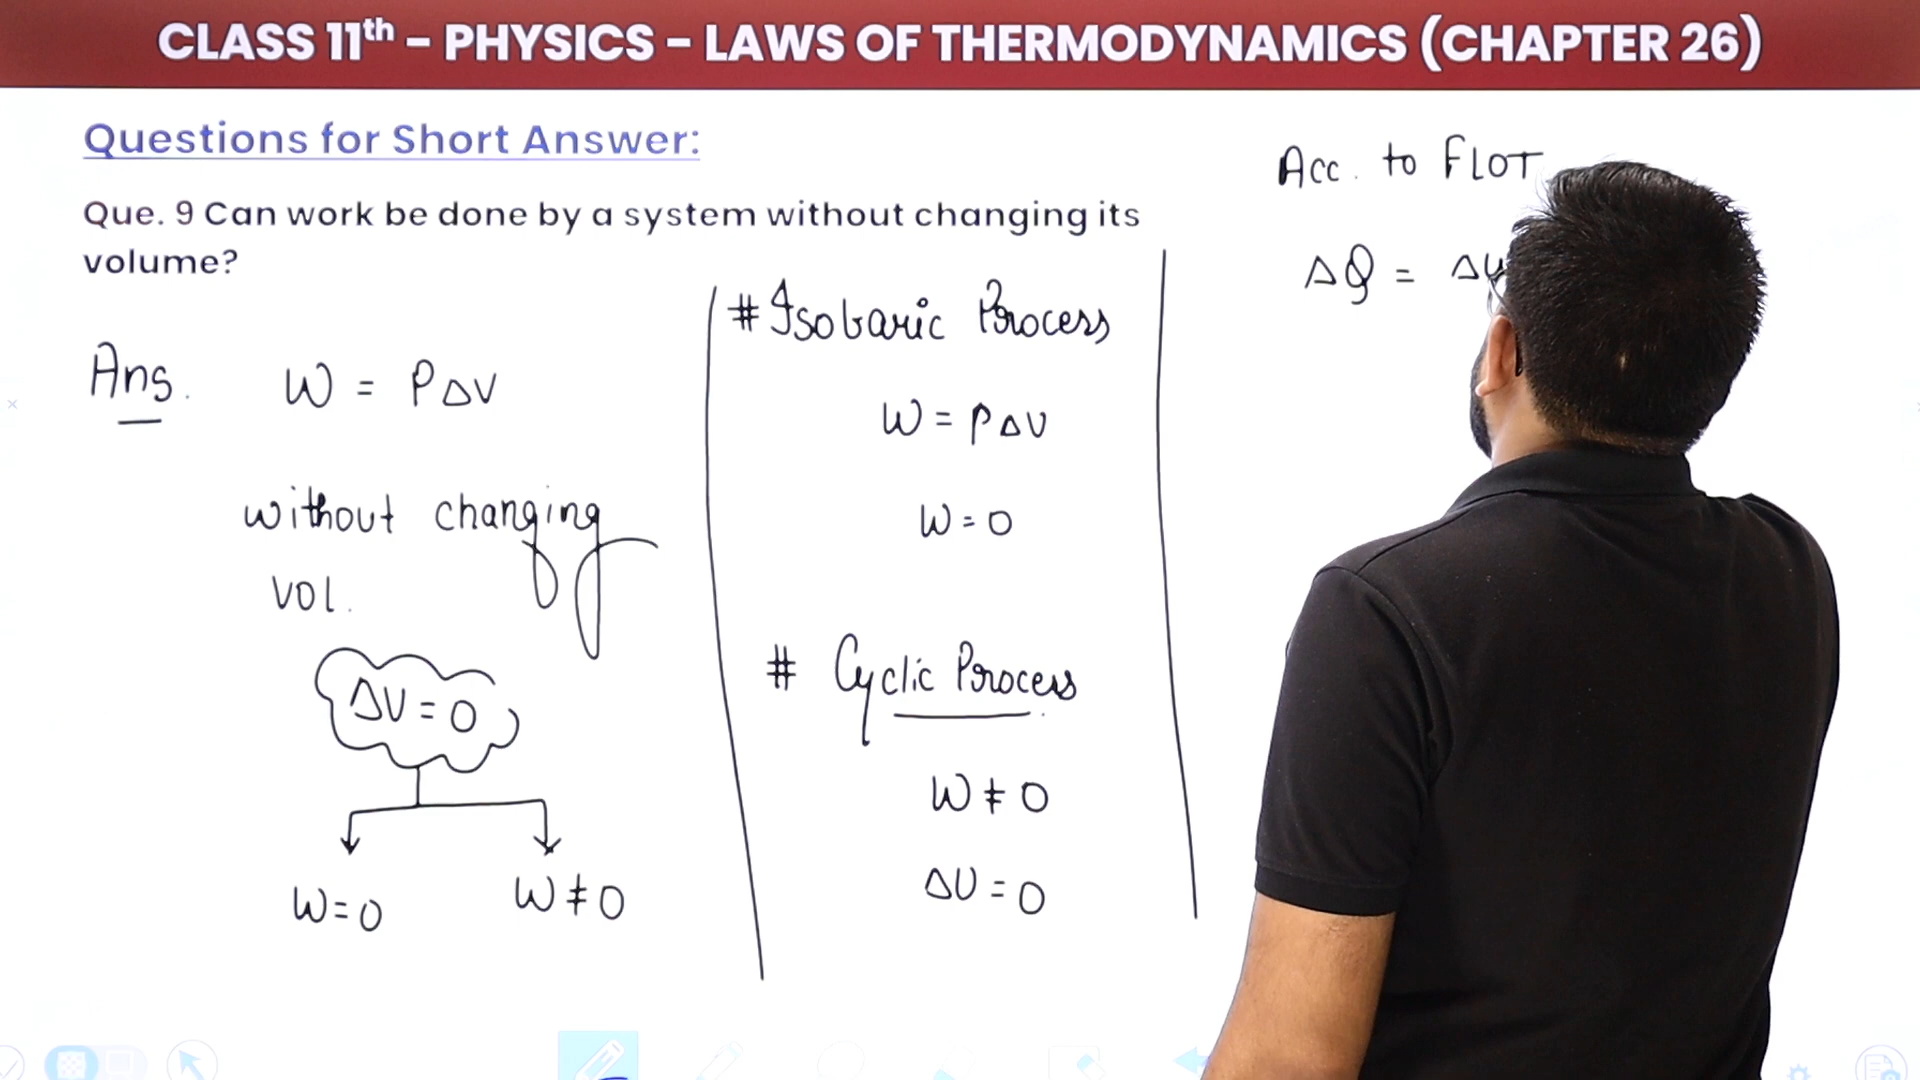 CLASS 11th - PHYSICS - LAWS OF THERMODYNAMICS (CHAPTER 26)
Questions for Short Answer:
Que. 9 Can work be done by a system without changing its
volume?
Ans. W = PΔV
without changing
vol.
ΔV = 0
W = 0 W ≠ 0
# Isobaric Process
W = PΔV
W = 0
# Cyclic Process
W ≠ 0
ΔU = 0
Acc. to FLOT
ΔQ = ΔU